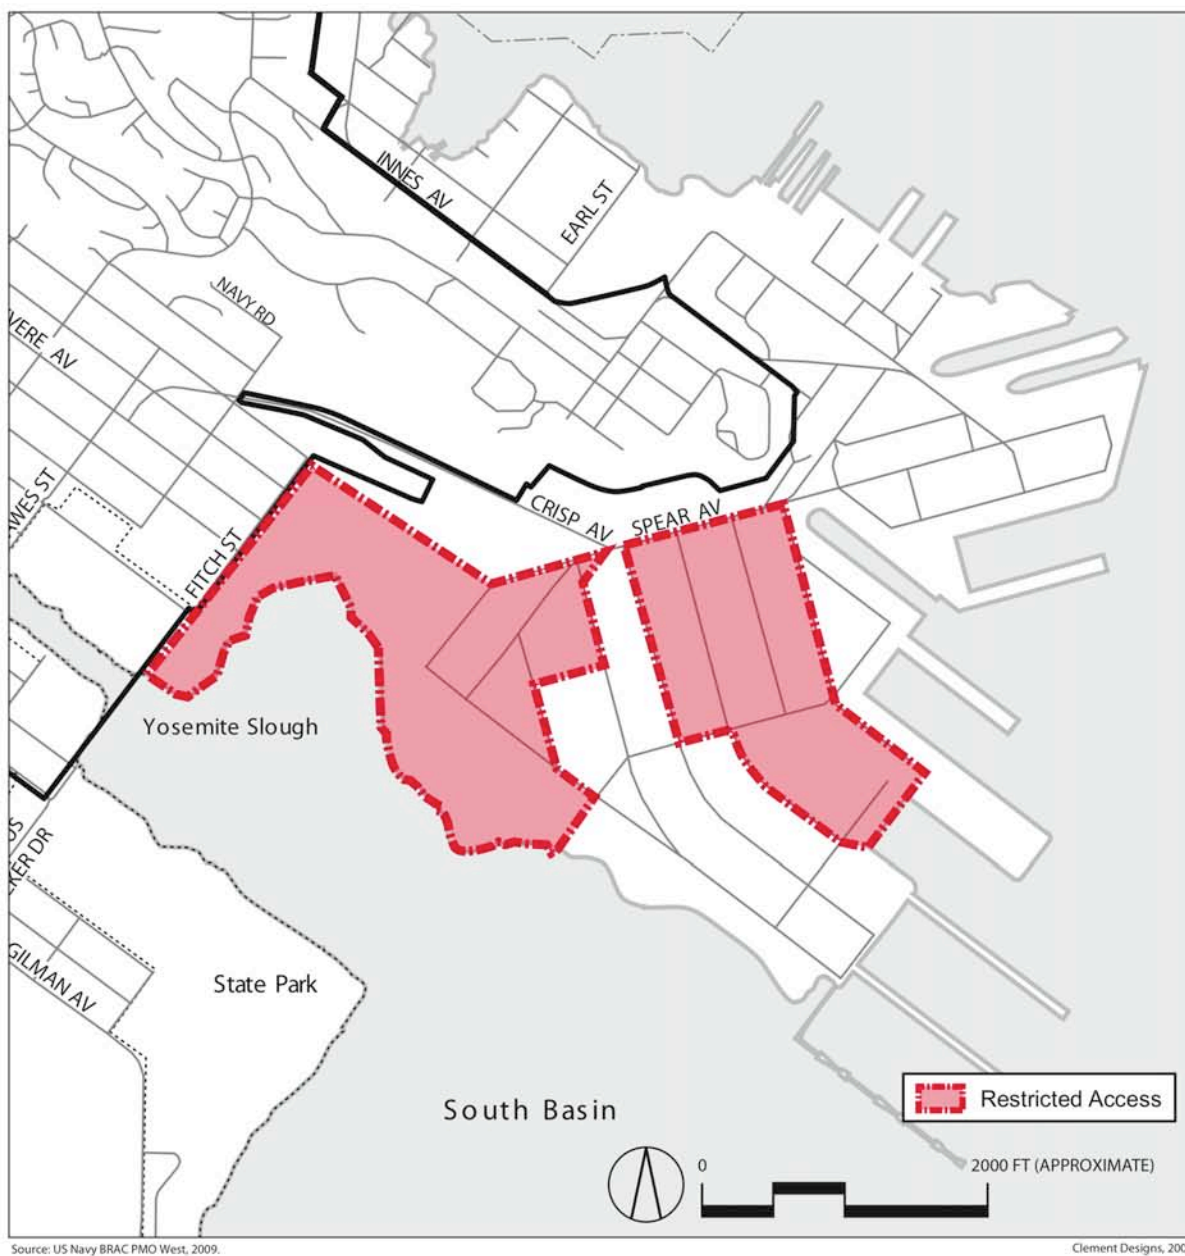 INNES AV
EARL ST
NAVY RD
VERE AV
AWES ST
CRISP AV
SPEAR AV
FITCH ST
Yosemite Slough
OS
KER DR
GILMAN AV
State Park
Restricted Access
South Basin
0
2000 FT (APPROXIMATE)
Source: US Navy BRAC PMO West, 2009.
Clement Designs, 200